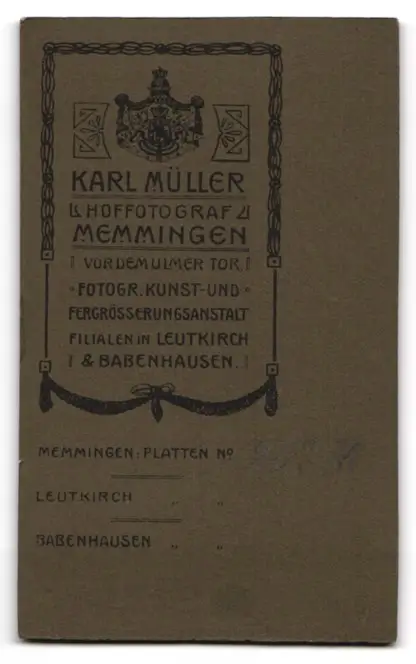 KARL MÜLLER
HOFFOTOGRAF
MEMMINGEN
VOR DEM ULMER TOR.
FOTOGR. KUNST- UND
FERGRÖSSERUNGSANSTALT
FILIALEN IN LEUTKIRCH
& BABENHAUSEN.
MEMMINGEN: PLATTEN No
LEUTKIRCH „ „
BABENHAUSEN „ „